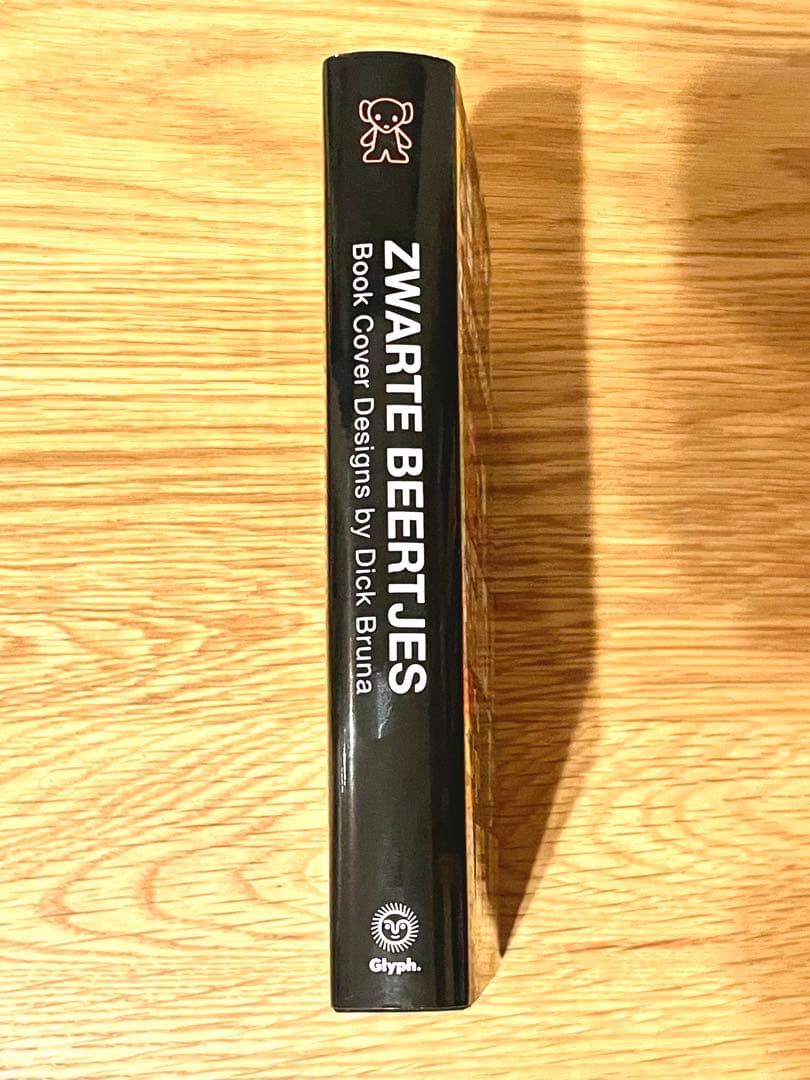 ZWARTE BEERTJES
Book Cover Designs by Dick Bruna
Glyph.